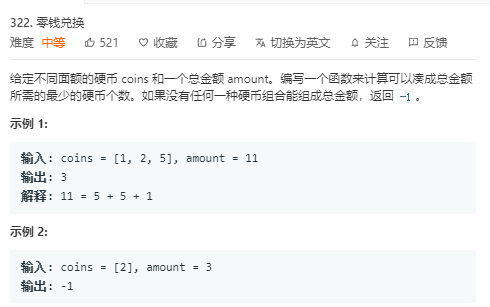 322. 零钱兑换
难度 中等 521 收藏 分享 切换为英文 关注 反馈
给定不同面额的硬币 coins 和一个总金额 amount。编写一个函数来计算可以凑成总金额
所需的最少的硬币个数。如果没有任何一种硬币组合能组成总金额，返回 -1。
示例 1:
输入: coins = [1, 2, 5], amount = 11
输出: 3
解释: 11 = 5 + 5 + 1
示例 2:
输入: coins = [2], amount = 3
输出: -1